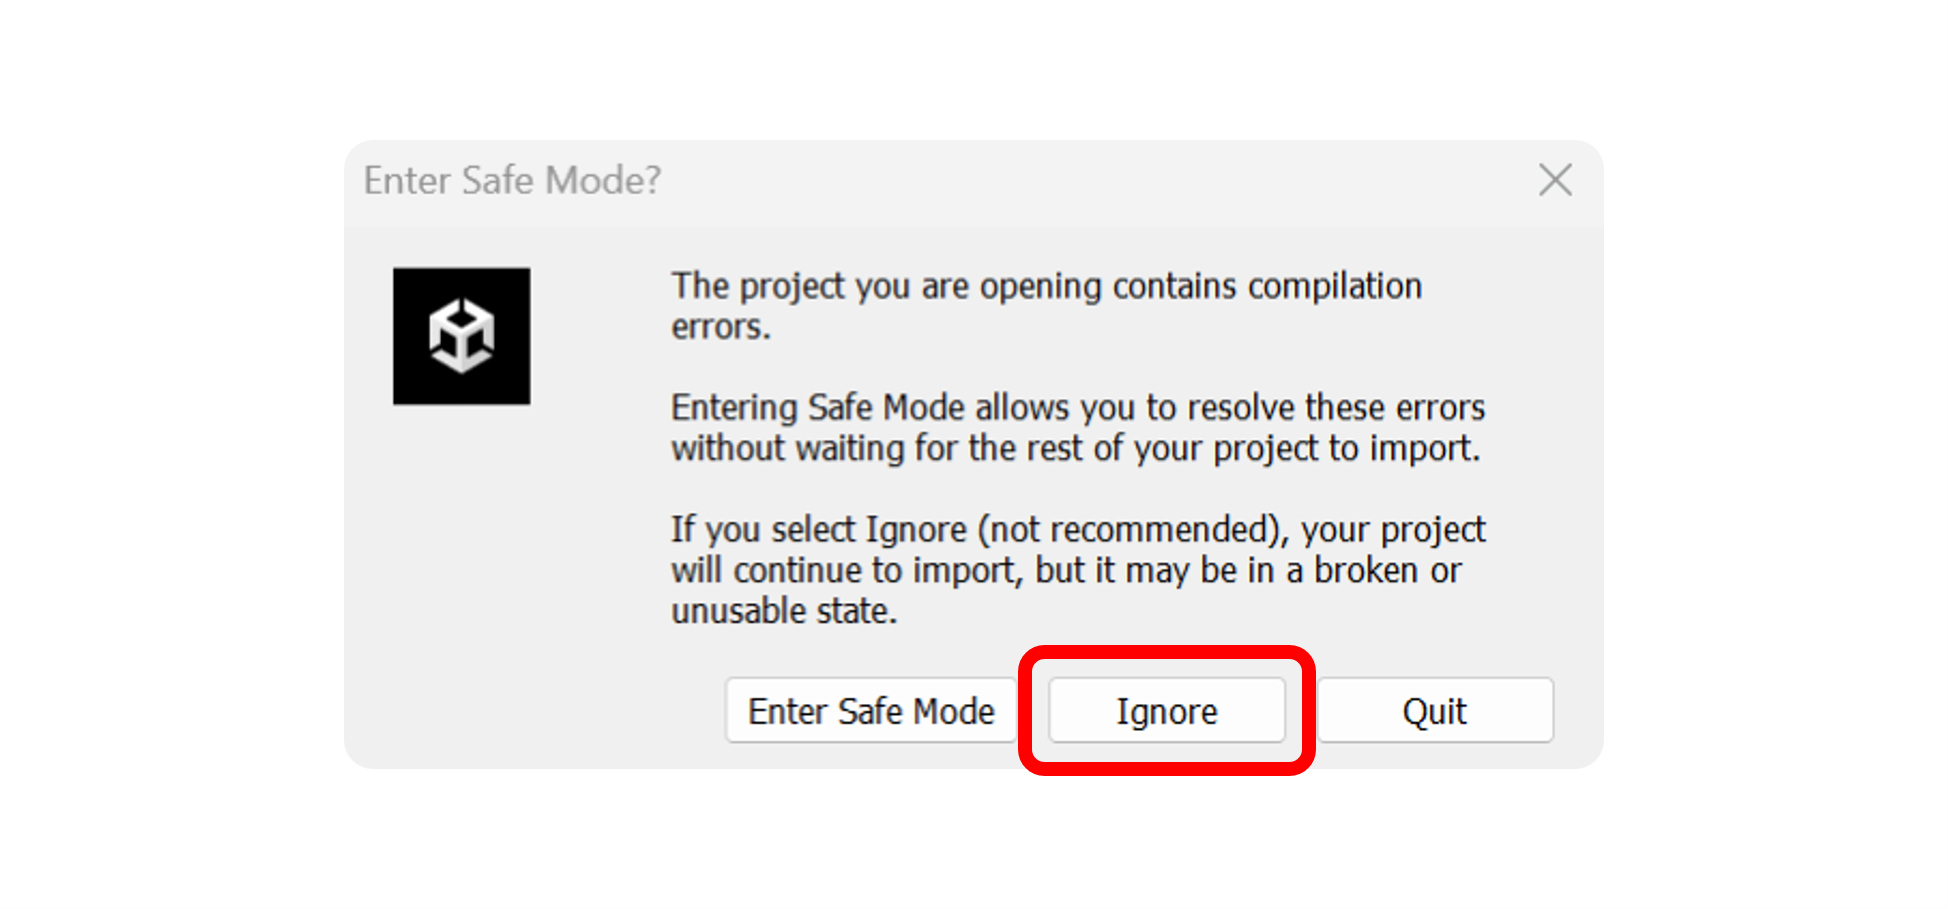 Enter Safe Mode?
The project you are opening contains compilation
errors.
Entering Safe Mode allows you to resolve these errors
without waiting for the rest of your project to import.
If you select Ignore (not recommended), your project
will continue to import, but it may be in a broken or
unusable state.
Enter Safe Mode Ignore Quit